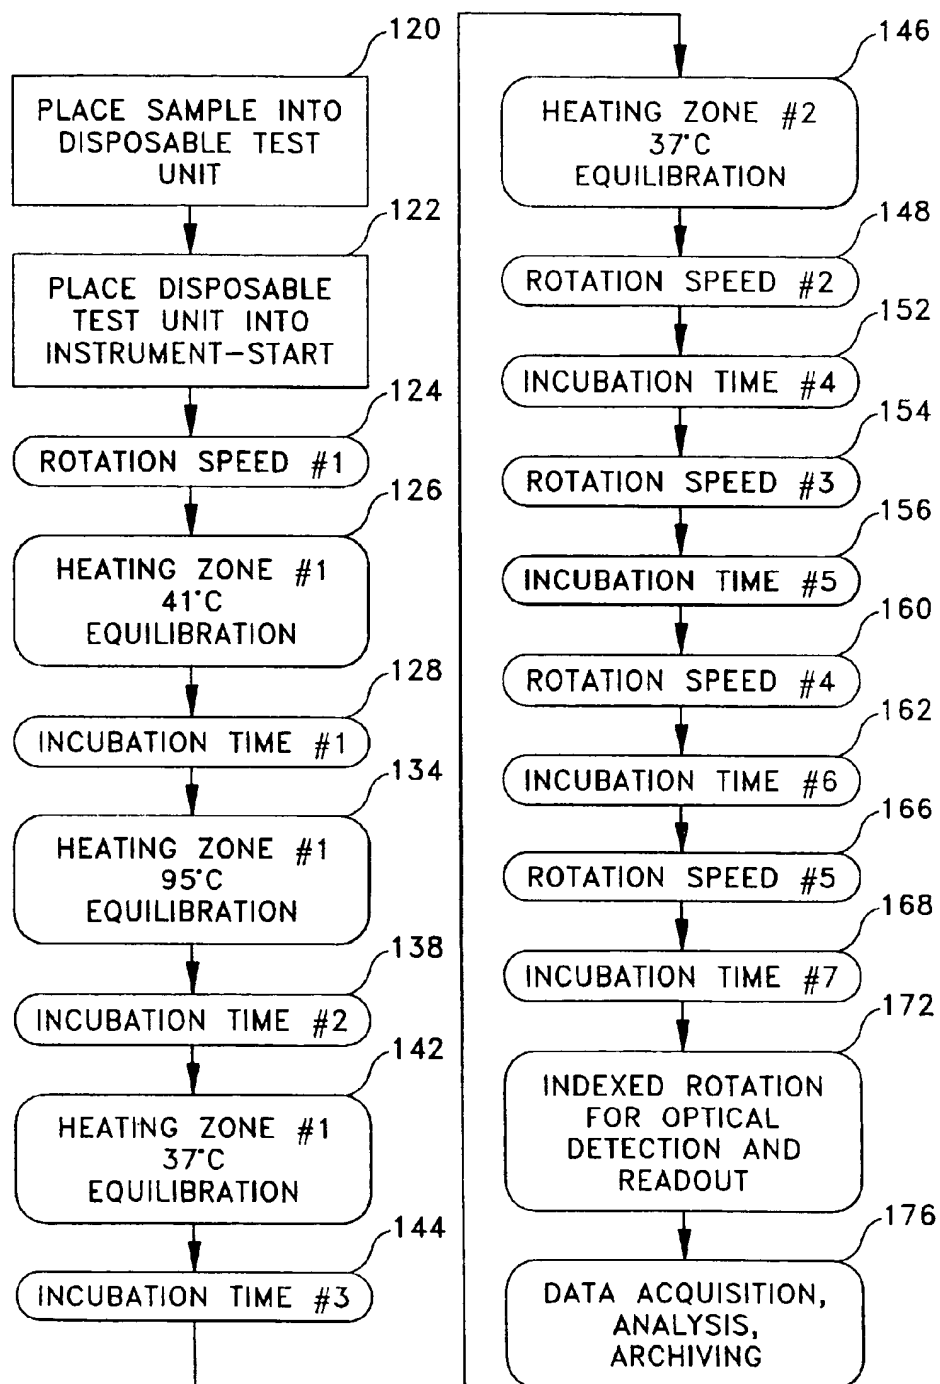 120
PLACE SAMPLE INTO
DISPOSABLE TEST
UNIT
122
PLACE DISPOSABLE
TEST UNIT INTO
INSTRUMENT-START
124
ROTATION SPEED #1
126
HEATING ZONE #1
41°C
EQUILIBRATION
128
INCUBATION TIME #1
134
HEATING ZONE #1
95°C
EQUILIBRATION
138
INCUBATION TIME #2
142
HEATING ZONE #1
37°C
EQUILIBRATION
144
INCUBATION TIME #3
146
HEATING ZONE #2
37°C
EQUILIBRATION
148
ROTATION SPEED #2
152
INCUBATION TIME #4
154
ROTATION SPEED #3
156
INCUBATION TIME #5
160
ROTATION SPEED #4
162
INCUBATION TIME #6
166
ROTATION SPEED #5
168
INCUBATION TIME #7
172
INDEXED ROTATION
FOR OPTICAL
DETECTION AND
READOUT
176
DATA ACQUISITION,
ANALYSIS,
ARCHIVING